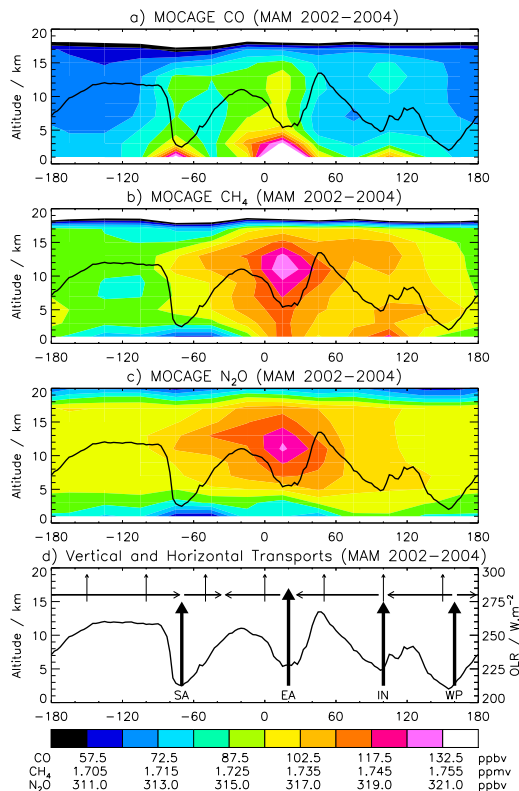 a) MOCAGE CO (MAM 2002−2004)
20
15
10
5
0
Altitude / km
−180 −120 −60 0 60 120 180
b) MOCAGE CH4 (MAM 2002−2004)
20
15
10
5
0
Altitude / km
−180 −120 −60 0 60 120 180
c) MOCAGE N2O (MAM 2002−2004)
20
15
10
5
0
Altitude / km
−180 −120 −60 0 60 120 180
d) Vertical and Horizontal Transports (MAM 2002−2004)
20 300
15 275
10 250
5 225
0 200
Altitude / km
OLR / W.m−2
SA EA IN WP
−180 −120 −60 0 60 120 180
CO 57.5 72.5 87.5 102.5 117.5 132.5 ppbv
CH4 1.705 1.715 1.725 1.735 1.745 1.755 ppmv
N2O 311.0 313.0 315.0 317.0 319.0 321.0 ppbv